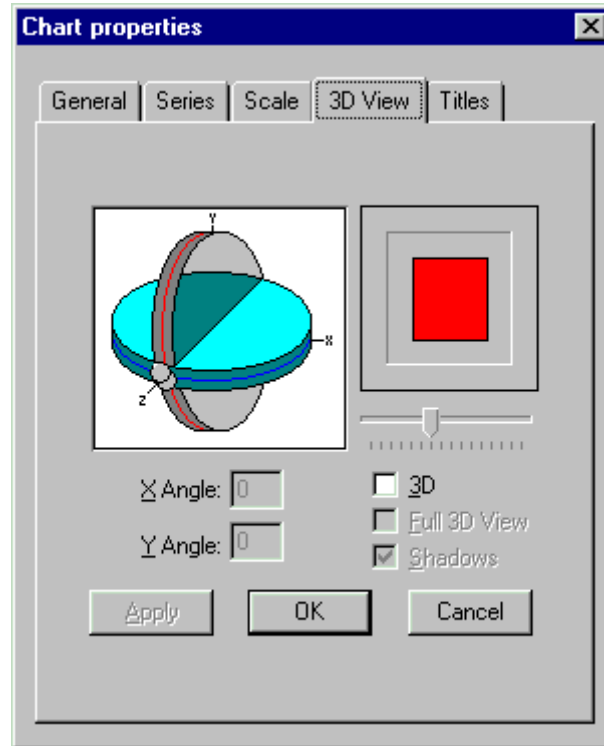 Chart properties
General Series Scale 3D View Titles
Y
X
Z
X Angle: 0
3D
Full 3D View
Y Angle: 0
Shadows
Apply OK Cancel